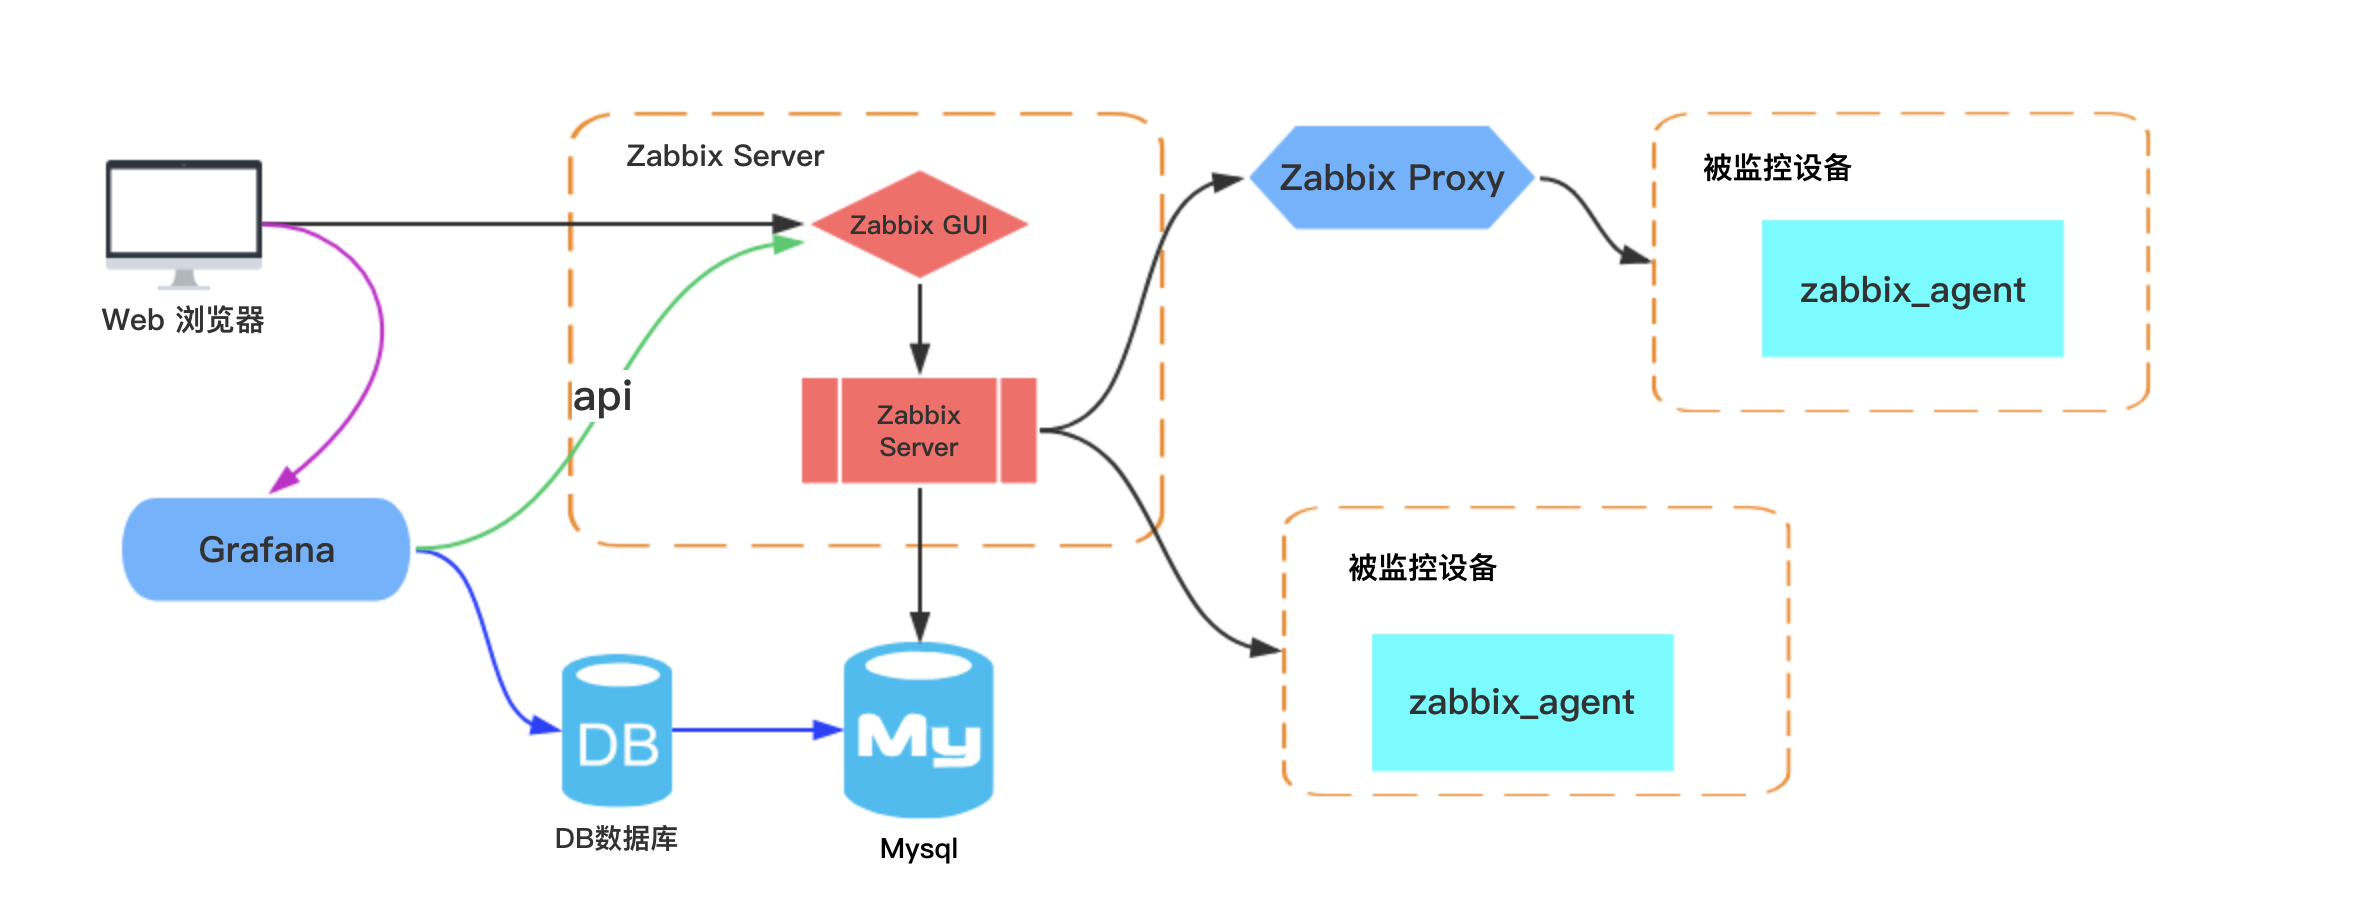 Zabbix Server
Zabbix GUI
Zabbix Proxy
被监控设备
zabbix_agent
Web 浏览器
api
Zabbix
Server
Grafana
被监控设备
zabbix_agent
DB
My
DB数据库
Mysql